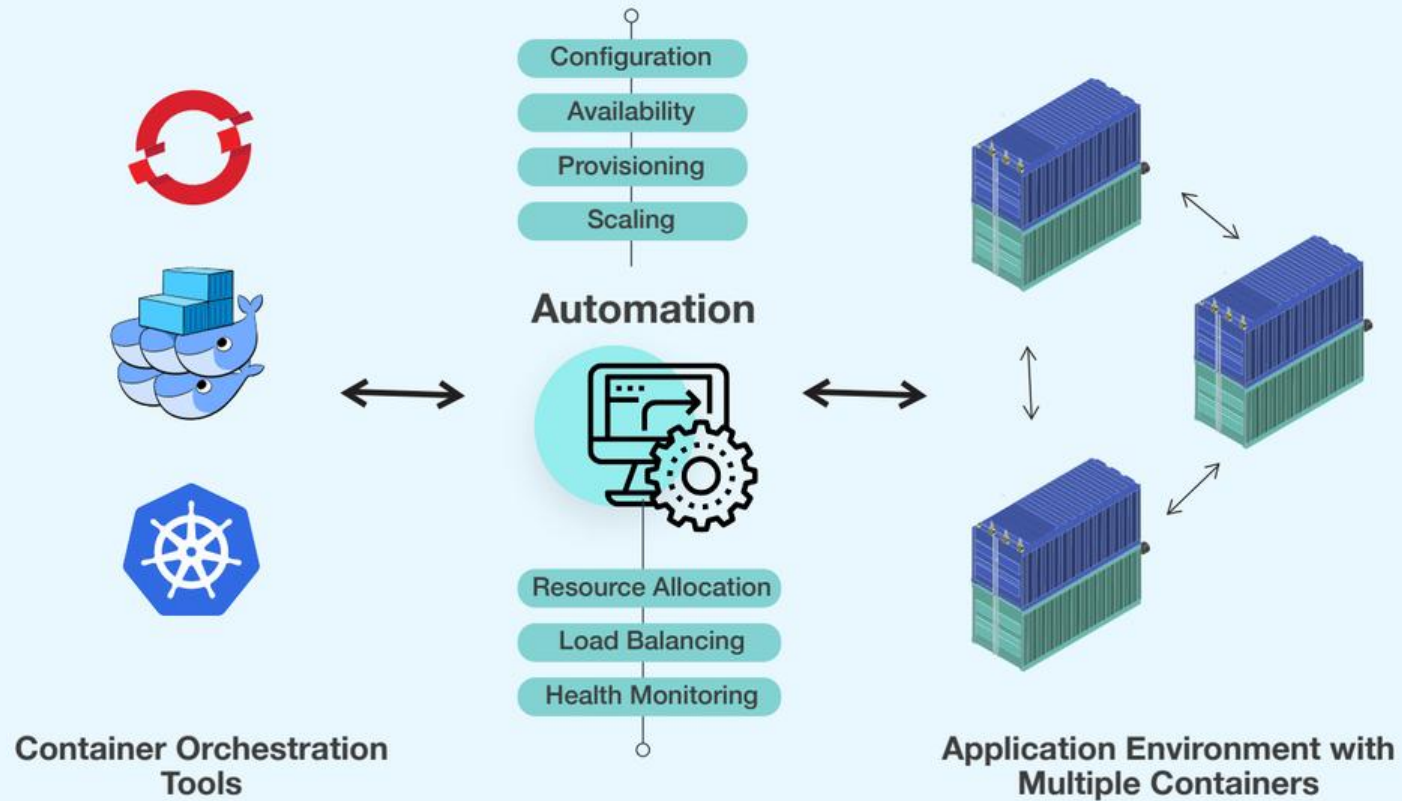 Configuration
Availability
Provisioning
Scaling
Automation
Resource Allocation
Load Balancing
Health Monitoring
Container Orchestration
Tools
Application Environment with
Multiple Containers